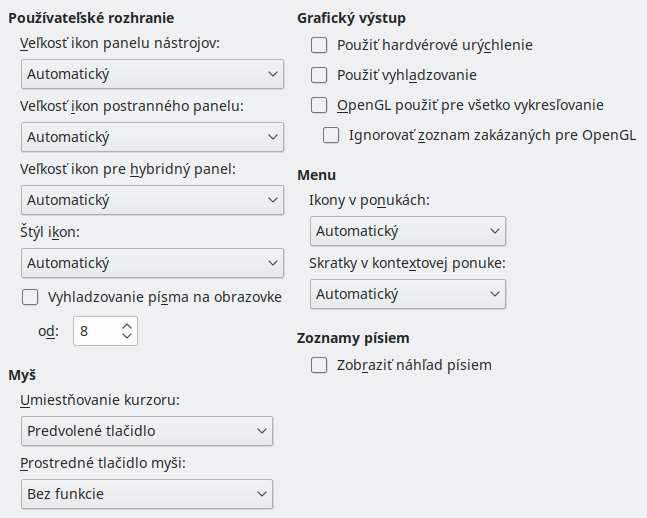 Používateľské rozhranie
Veľkosť ikon panelu nástrojov:
Automatický
Veľkosť ikon postranného panelu:
Automatický
Veľkosť ikon pre hybridný panel:
Automatický
Štýl ikon:
Automatický
Vyhladzovanie písma na obrazovke
od:
8
Myš
Umiestňovanie kurzoru:
Predvolené tlačidlo
Prostredné tlačidlo myši:
Bez funkcie
Grafický výstup
Použiť hardvérové urýchlenie
Použiť vyhladzovanie
OpenGL použiť pre všetko vykresľovanie
Ignorovať zoznam zakázaných pre OpenGL
Menu
Ikony v ponukách:
Automatický
Skratky v kontextovej ponuke:
Automatický
Zoznamy písiem
Zobraziť náhľad písiem